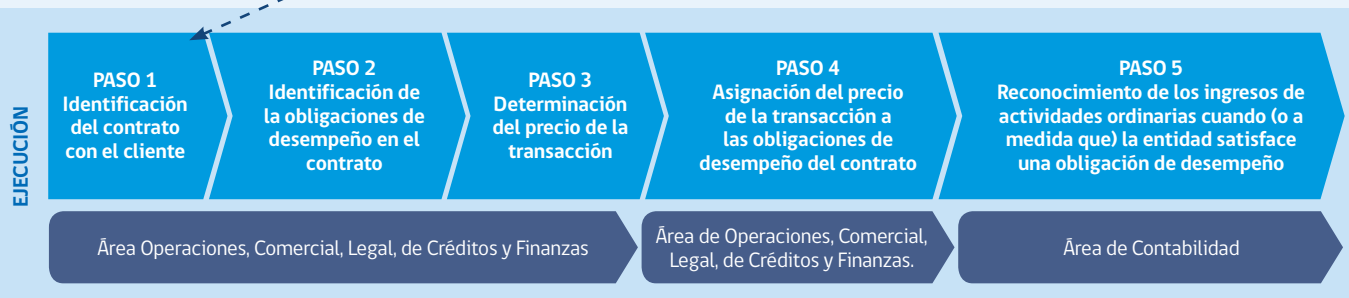 EJECUCIÓN
PASO 1
Identificación
del contrato
con el cliente
PASO 2
Identificación de
la obligaciones de
desempeño en el
contrato
PASO 3
Determinación
del precio de la
transacción
PASO 4
Asignación del precio
de la transacción a
las obligaciones de
desempeño del contrato
PASO 5
Reconocimiento de los ingresos de
actividades ordinarias cuando (o a
medida que) la entidad satisface
una obligación de desempeño
Área Operaciones, Comercial, Legal, de Créditos y Finanzas
Área de Operaciones, Comercial,
Legal, de Créditos y Finanzas.
Área de Contabilidad